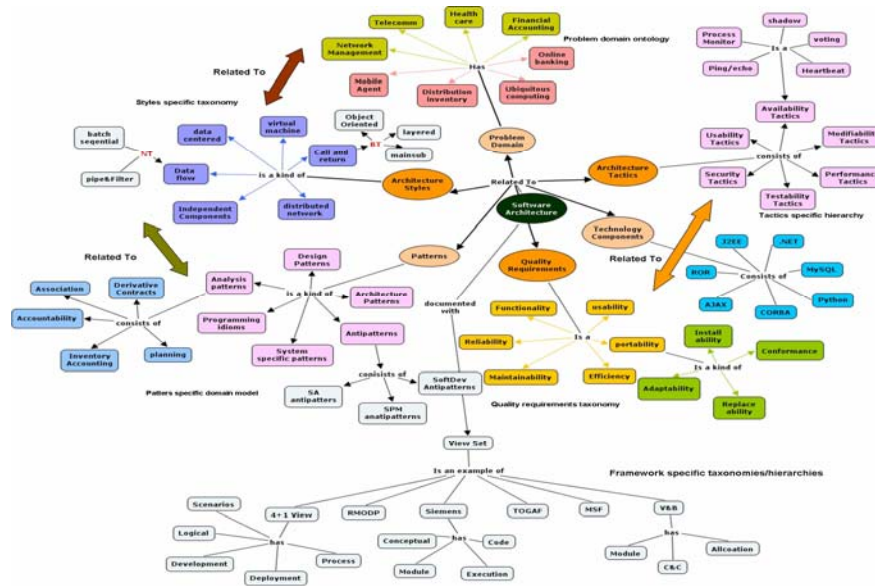 Telecomm
Health
care
Financial
Accounting
Network
Management
Problem domain ontology
Has
Online
banking
Mobile
Agent
Distribution
inventory
Ubiquitous
computing
Related To
Styles specific taxonomy
shadow
Process
Monitor
voting
Is a
Ping/echo
Heartbeat
Availability
Tactics
Usability
Tactics
Modifiability
Tactics
consists of
Security
Tactics
Performance
Tactics
Testability
Tactics
Tactics specific hierarchy
batch
seqential
NT
pipe&Filter
data
centered
virtual
machine
Object
Oriented
layered
BT
mainsub
Call and
return
Data
flow
is a kind of
Independent
Components
distributed
network
Architecture
Styles
Problem
Domain
Architecture
Tactics
Related To
Software
Architecture
Technology
Components
Patterns
Quality
Requirements
Related To
Related To
J2EE
.NET
ROR
Consists of
MySQL
AJAX
Python
CORBA
Design
Patterns
Analysis
patterns
is a kind of
Architecture
Patterns
Programming
idioms
Antipatterns
System
specific patterns
Association
Derivative
Contracts
Accountability
consists of
Inventory
Accounting
planning
Patters specific domain model
conisists of
SA
antipatters
SPM
anatipatterns
SoftDev
Antipatterns
documented
with
Functionality
usability
Reliability
Is a
portability
Maintainability
Efficiency
Quality requirements taxonomy
Install
ability
Conformance
Is a kind of
Adaptability
Replace
ability
View Set
Is an example of
Framework specific taxonomies/hierarchies
Scenarios
4+1 View
RMODP
Siemens
TOGAF
MSF
V&B
Logical
has
Process
Development
Deployment
Conceptual
Code
has
Module
Execution
has
Module
Allcoation
C&C